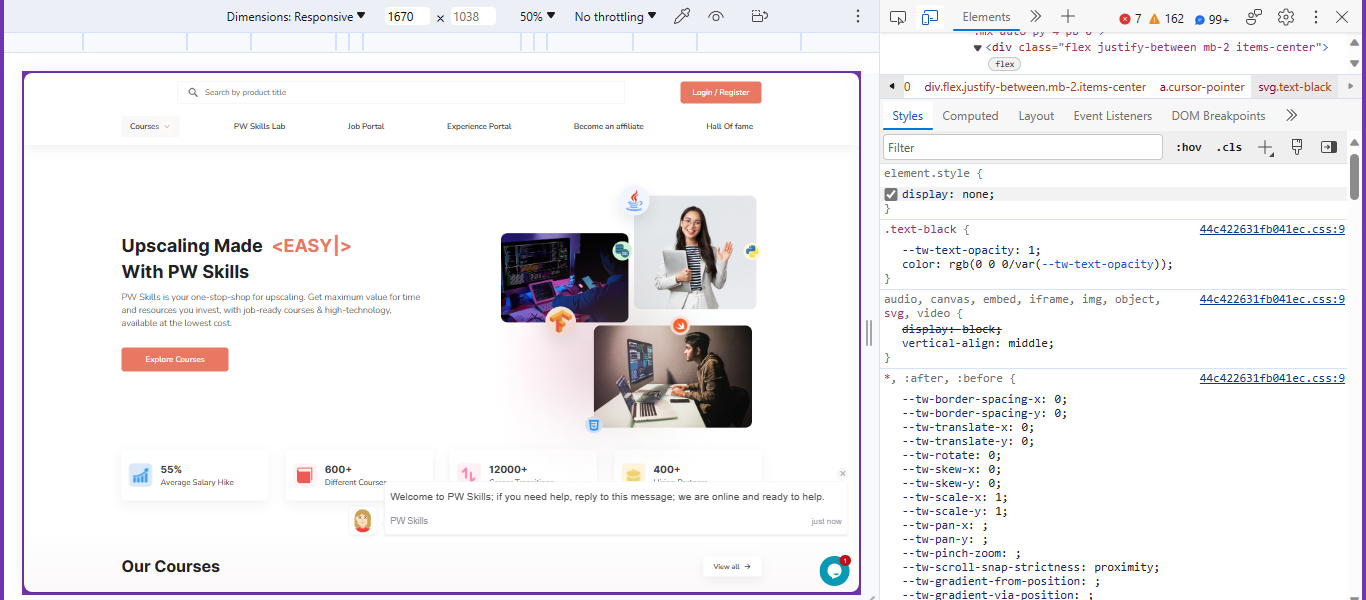 Dimensions: Responsive 1670 × 1038 50% No throttling
Elements 7 162 99+
<div class="flex justify-between mb-2 items-center">
flex
0 div.flex.justify-between.mb-2.items-center a.cursor-pointer svg.text-black
Styles Computed Layout Event Listeners DOM Breakpoints
Filter :hov .cls
element.style {
display: none;
}
.text-black { 44c422631fb041ec.css:9
--tw-text-opacity: 1;
color: rgb(0 0 0/var(--tw-text-opacity));
}
audio, canvas, embed, iframe, img, object, 44c422631fb041ec.css:9
svg, video {
display: block;
vertical-align: middle;
}
*, :after, :before { 44c422631fb041ec.css:9
--tw-border-spacing-x: 0;
--tw-border-spacing-y: 0;
--tw-translate-x: 0;
--tw-translate-y: 0;
--tw-rotate: 0;
--tw-skew-x: 0;
--tw-skew-y: 0;
--tw-scale-x: 1;
--tw-scale-y: 1;
--tw-pan-x: ;
--tw-pan-y: ;
--tw-pinch-zoom: ;
--tw-scroll-snap-strictness: proximity;
--tw-gradient-from-position: ;
--tw-gradient-via-position: ;
Search by product title Login / Register
Courses PW Skills Lab Job Portal Experience Portal Become an affiliate Hall Of fame
Upscaling Made <EASY|>
With PW Skills
PW Skills is your one-stop-shop for upscaling. Get maximum value for time
and resources you invest, with job-ready courses & high-technology,
available at the lowest cost.
Explore Courses
55% 600+ 12000+ 400+
Average Salary Hike Different Courses
Welcome to PW Skills; if you need help, reply to this message; we are online and ready to help.
PW Skills just now
Our Courses View all
1